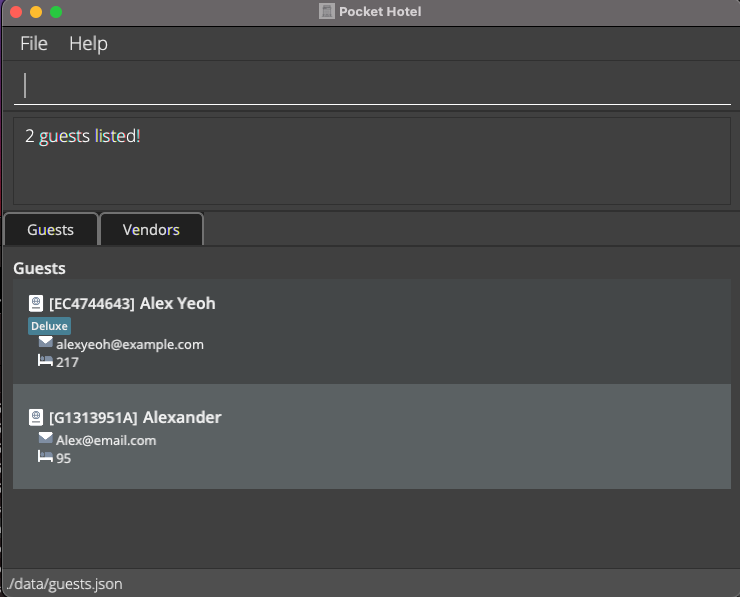 Pocket Hotel
File Help
2 guests listed!
Guests Vendors
Guests
[EC4744643] Alex Yeoh
Deluxe
alexyeoh@example.com
217
[G1313951A] Alexander
Alex@email.com
95
./data/guests.json